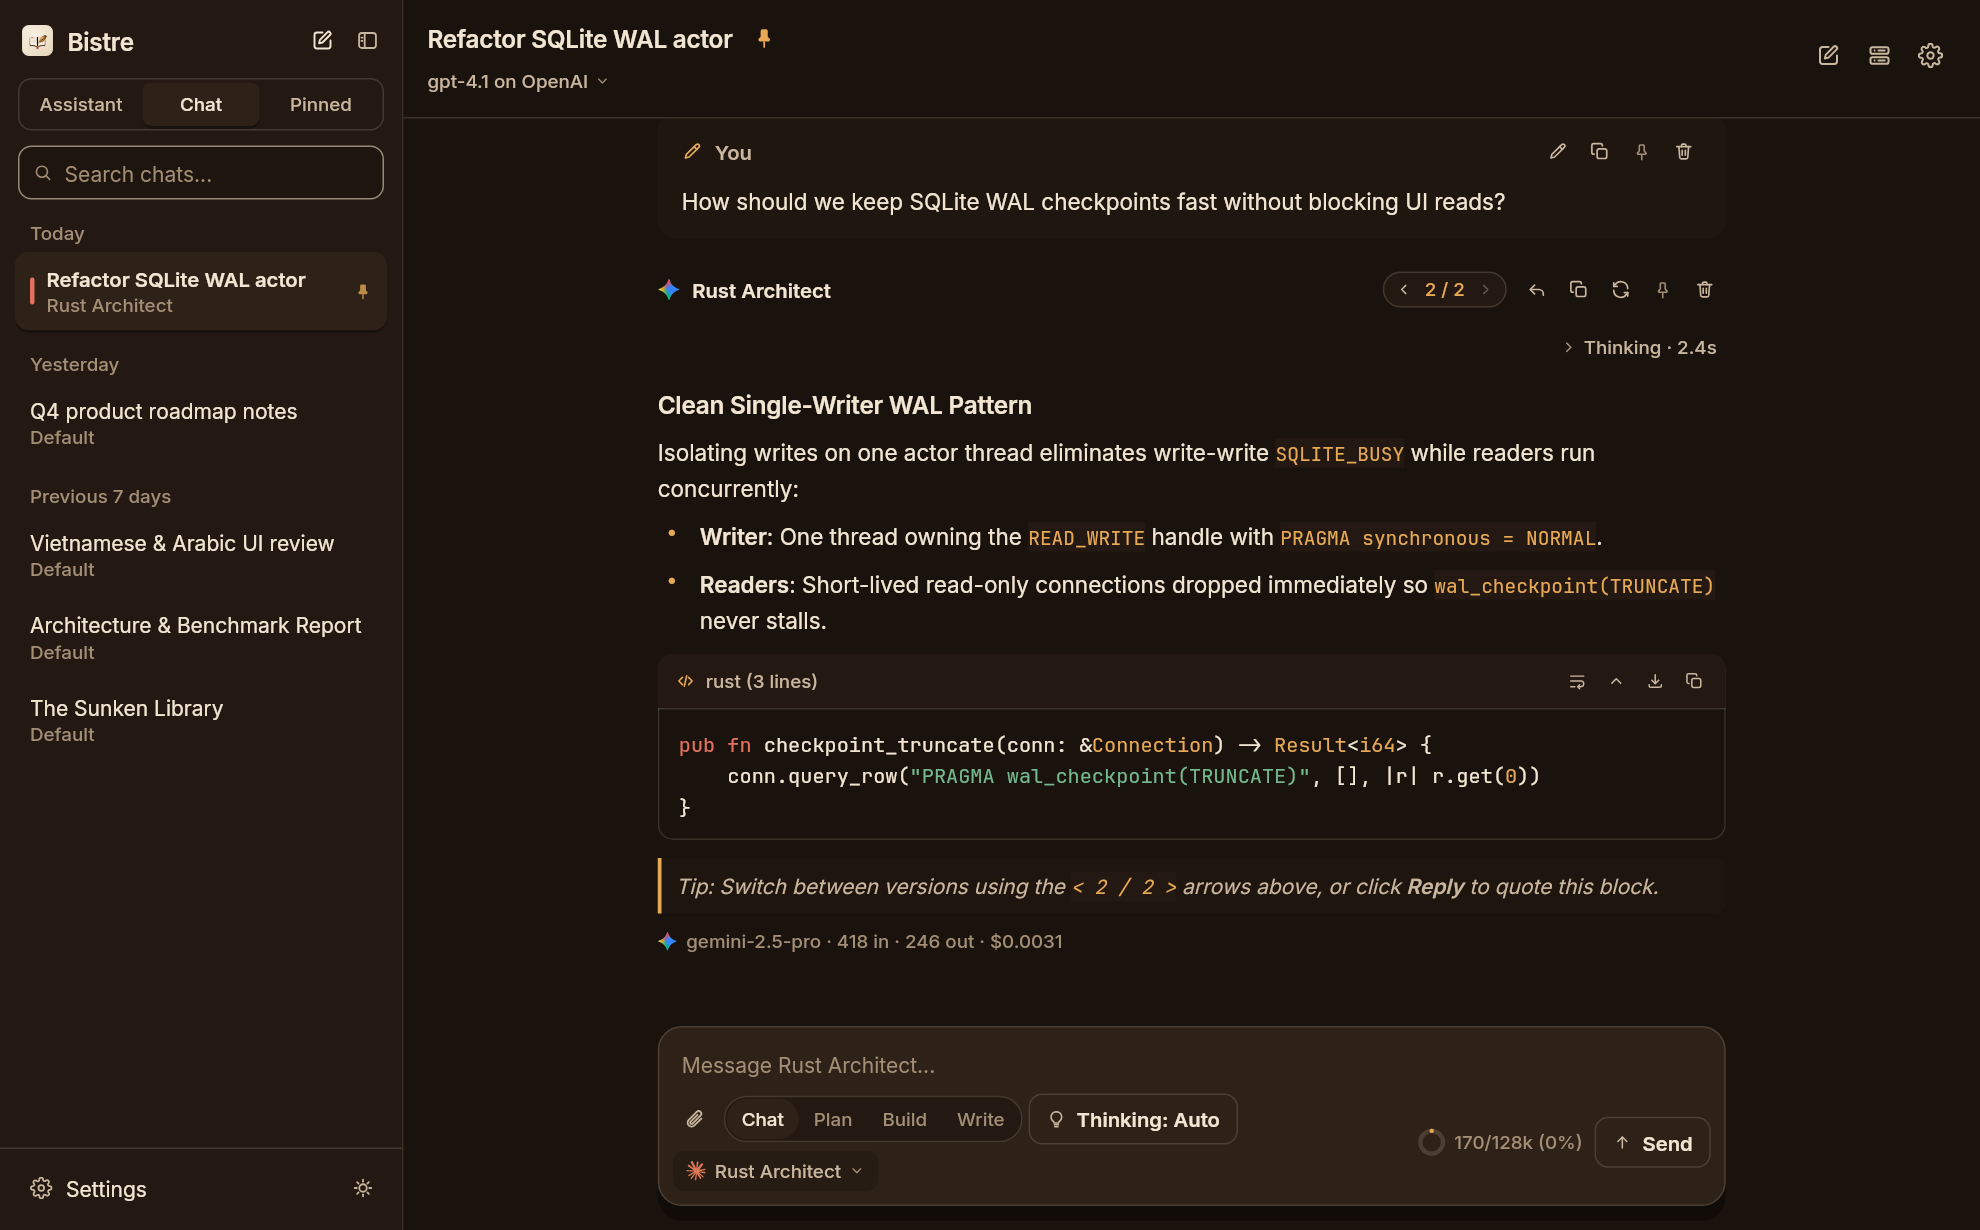 Bistre
Assistant Chat Pinned
Search chats...
Today
Refactor SQLite WAL actor
Rust Architect
Yesterday
Q4 product roadmap notes
Default
Previous 7 days
Vietnamese & Arabic UI review
Default
Architecture & Benchmark Report
Default
The Sunken Library
Default
Settings
Refactor SQLite WAL actor
gpt-4.1 on OpenAI
You
How should we keep SQLite WAL checkpoints fast without blocking UI reads?
Rust Architect
2 / 2
Thinking · 2.4s
Clean Single-Writer WAL Pattern
Isolating writes on one actor thread eliminates write-write SQLITE_BUSY while readers run
concurrently:
• Writer: One thread owning the READ_WRITE handle with PRAGMA synchronous = NORMAL.
• Readers: Short-lived read-only connections dropped immediately so wal_checkpoint(TRUNCATE)
never stalls.
rust (3 lines)
pub fn checkpoint_truncate(conn: &Connection) -> Result<i64> {
    conn.query_row("PRAGMA wal_checkpoint(TRUNCATE)", [], |r| r.get(0))
}
Tip: Switch between versions using the < 2 / 2 > arrows above, or click Reply to quote this block.
gemini-2.5-pro · 418 in · 246 out · $0.0031
Message Rust Architect...
Chat Plan Build Write Thinking: Auto
170/128k (0%) Send
Rust Architect